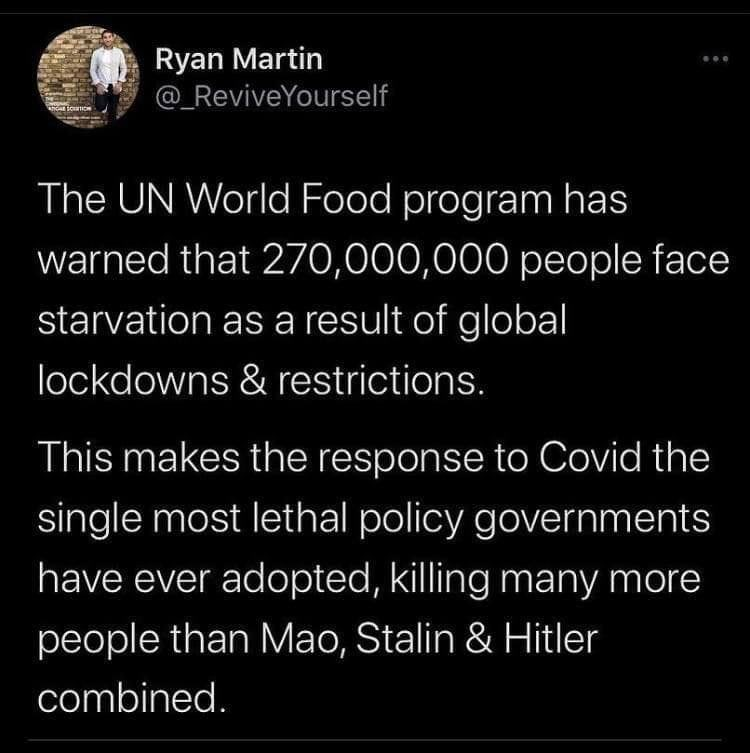 Ryan Martin
@_ReviveYourself
The UN World Food program has
warned that 270,000,000 people face
starvation as a result of global
lockdowns & restrictions.
This makes the response to Covid the
single most lethal policy governments
have ever adopted, killing many more
people than Mao, Stalin & Hitler
combined.